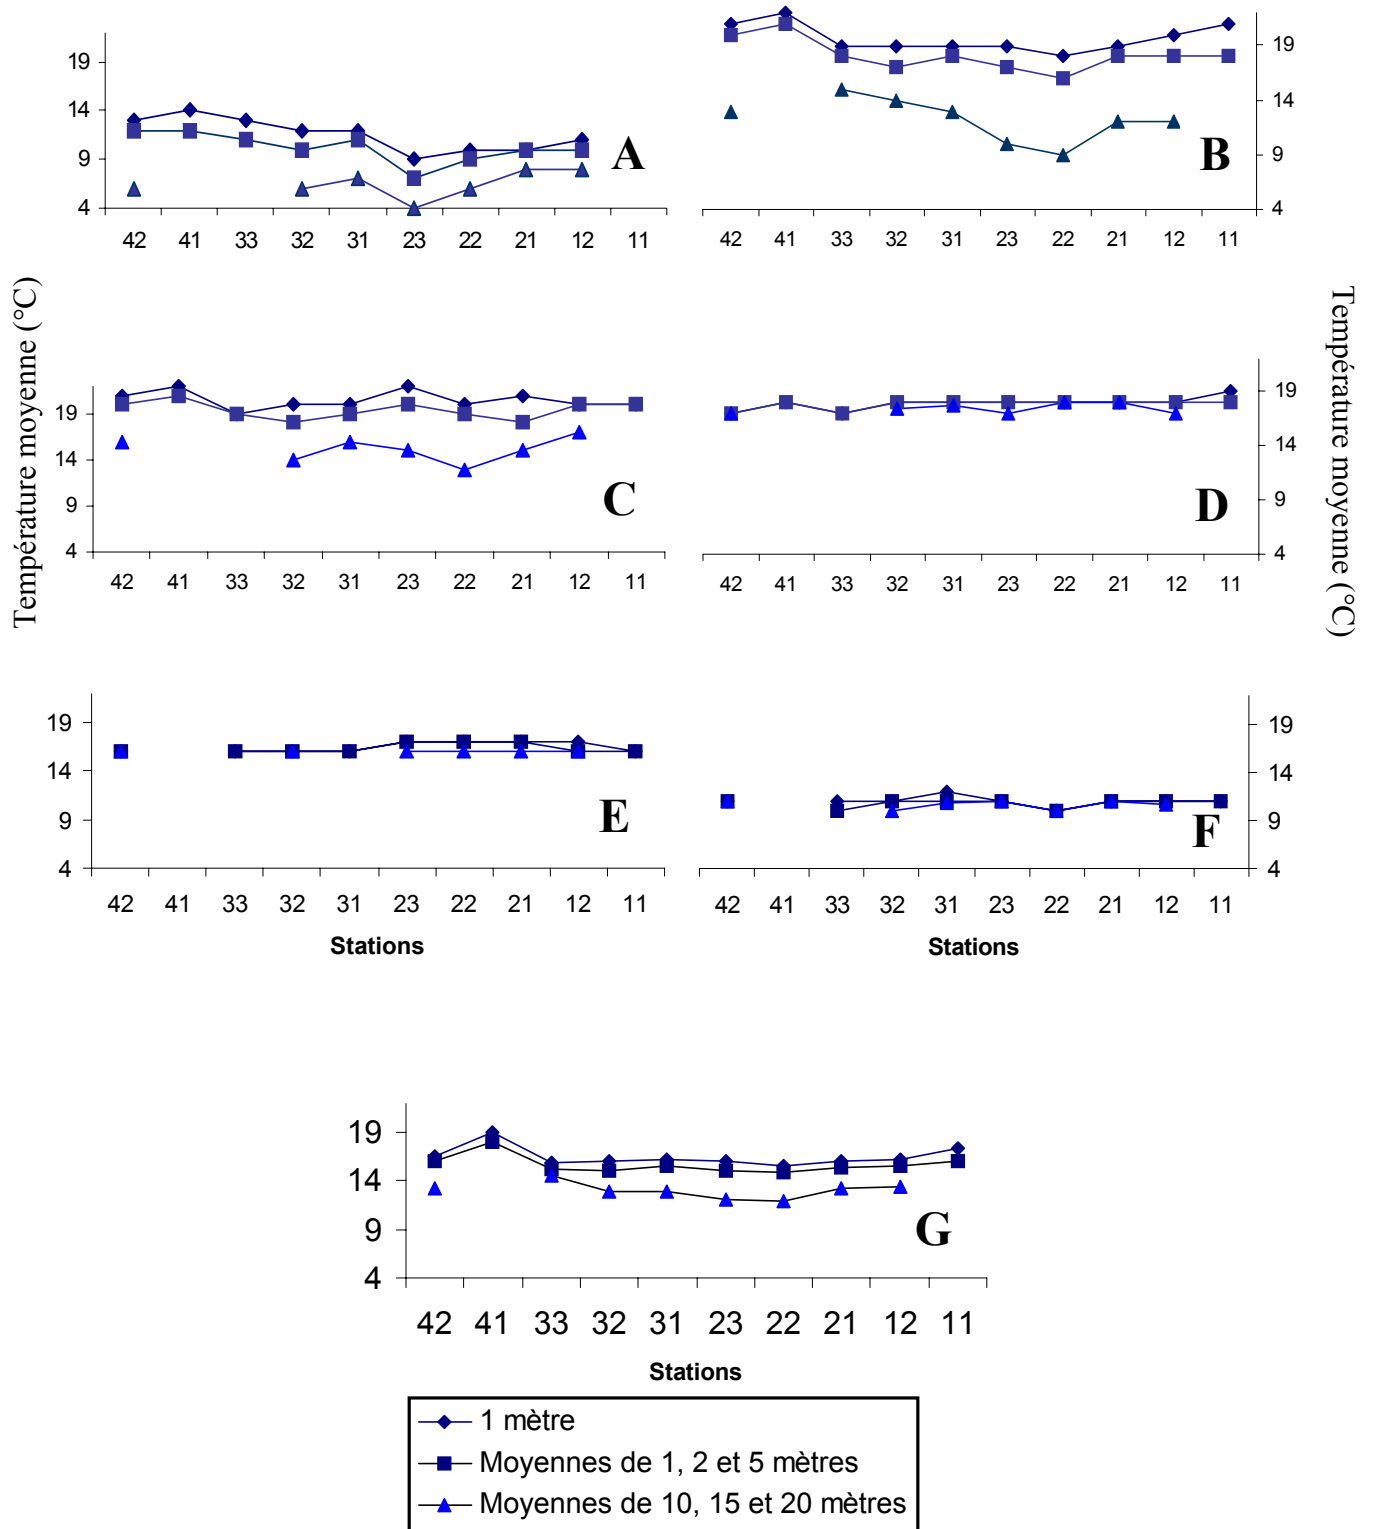 19
14
9
4
A
42 41 33 32 31 23 22 21 12 11
19
14
9
4
B
42 41 33 32 31 23 22 21 12 11
Température moyenne (°C)
Température moyenne (°C)
19
14
9
4
C
42 41 33 32 31 23 22 21 12 11
19
14
9
4
D
42 41 33 32 31 23 22 21 12 11
19
14
9
4
E
42 41 33 32 31 23 22 21 12 11
Stations
19
14
9
4
F
42 41 33 32 31 23 22 21 12 11
Stations
19
14
9
4
G
42 41 33 32 31 23 22 21 12 11
Stations
1 mètre
Moyennes de 1, 2 et 5 mètres
Moyennes de 10, 15 et 20 mètres